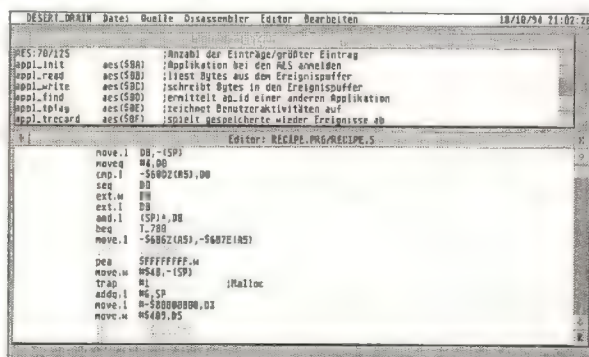 DESERT_DRAIN Datei Quelle Disassembler Editor Bearbeiten 18/10/94 21:02:28
AES:70/125 ;Anzahl der Einträge/größter Eintrag
appl_init aes($0A) ;Applikation bei den AES anmelden
appl_read aes($0B) ;liest Bytes aus dem Ereignispuffer
appl_write aes($0C) ;schreibt Bytes in den Ereignispuffer
appl_find aes($0D) ;ermittelt ap_id einer anderen Applikation
appl_tplay aes($0E) ;zeichnet Benutzeraktivitäten auf
appl_trecord aes($0F) ;spielt gespeicherte wieder Ereignisse ab
Editor: RECIPE.PRG/RECIPE.S
move.l D0,-(SP)
moveq #4,D0
cmp.l -$60D2(A5),D0
seq D0
ext.w D0
ext.l D0
and.l (SP)+,D0
beq T_780
move.l -$6862(A5),-$687E(A5)
pea $FFFFFFFF.w
move.w #$48,-(SP)
trap #1 ;Malloc
addq.l #6,SP
move.l #-$80000000,D3
move.w #$409,D5